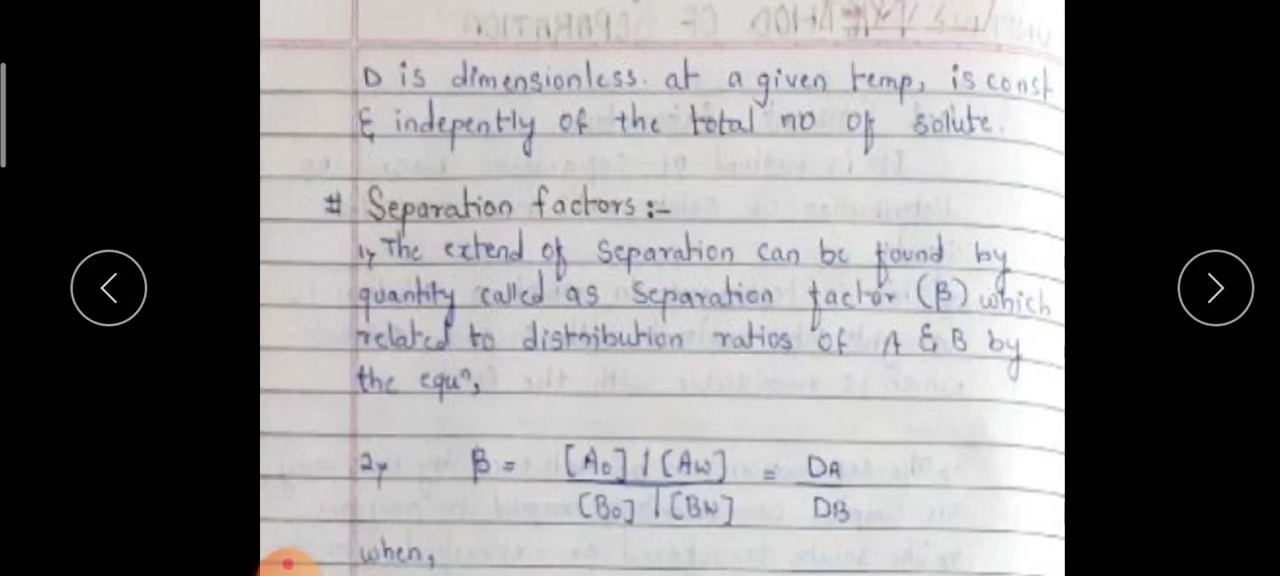 D is dimensionless. at a given temp, is const
& indepently of the total no of solute.
# Separation factors :-
1y The extend of separation can be found by
quantity called as separation factor (β) which
related to distribution ratios of A & B by
the equⁿ,
2y β = [Ao] / [Aw] = DA
[Bo] / [Bw] DB
when,